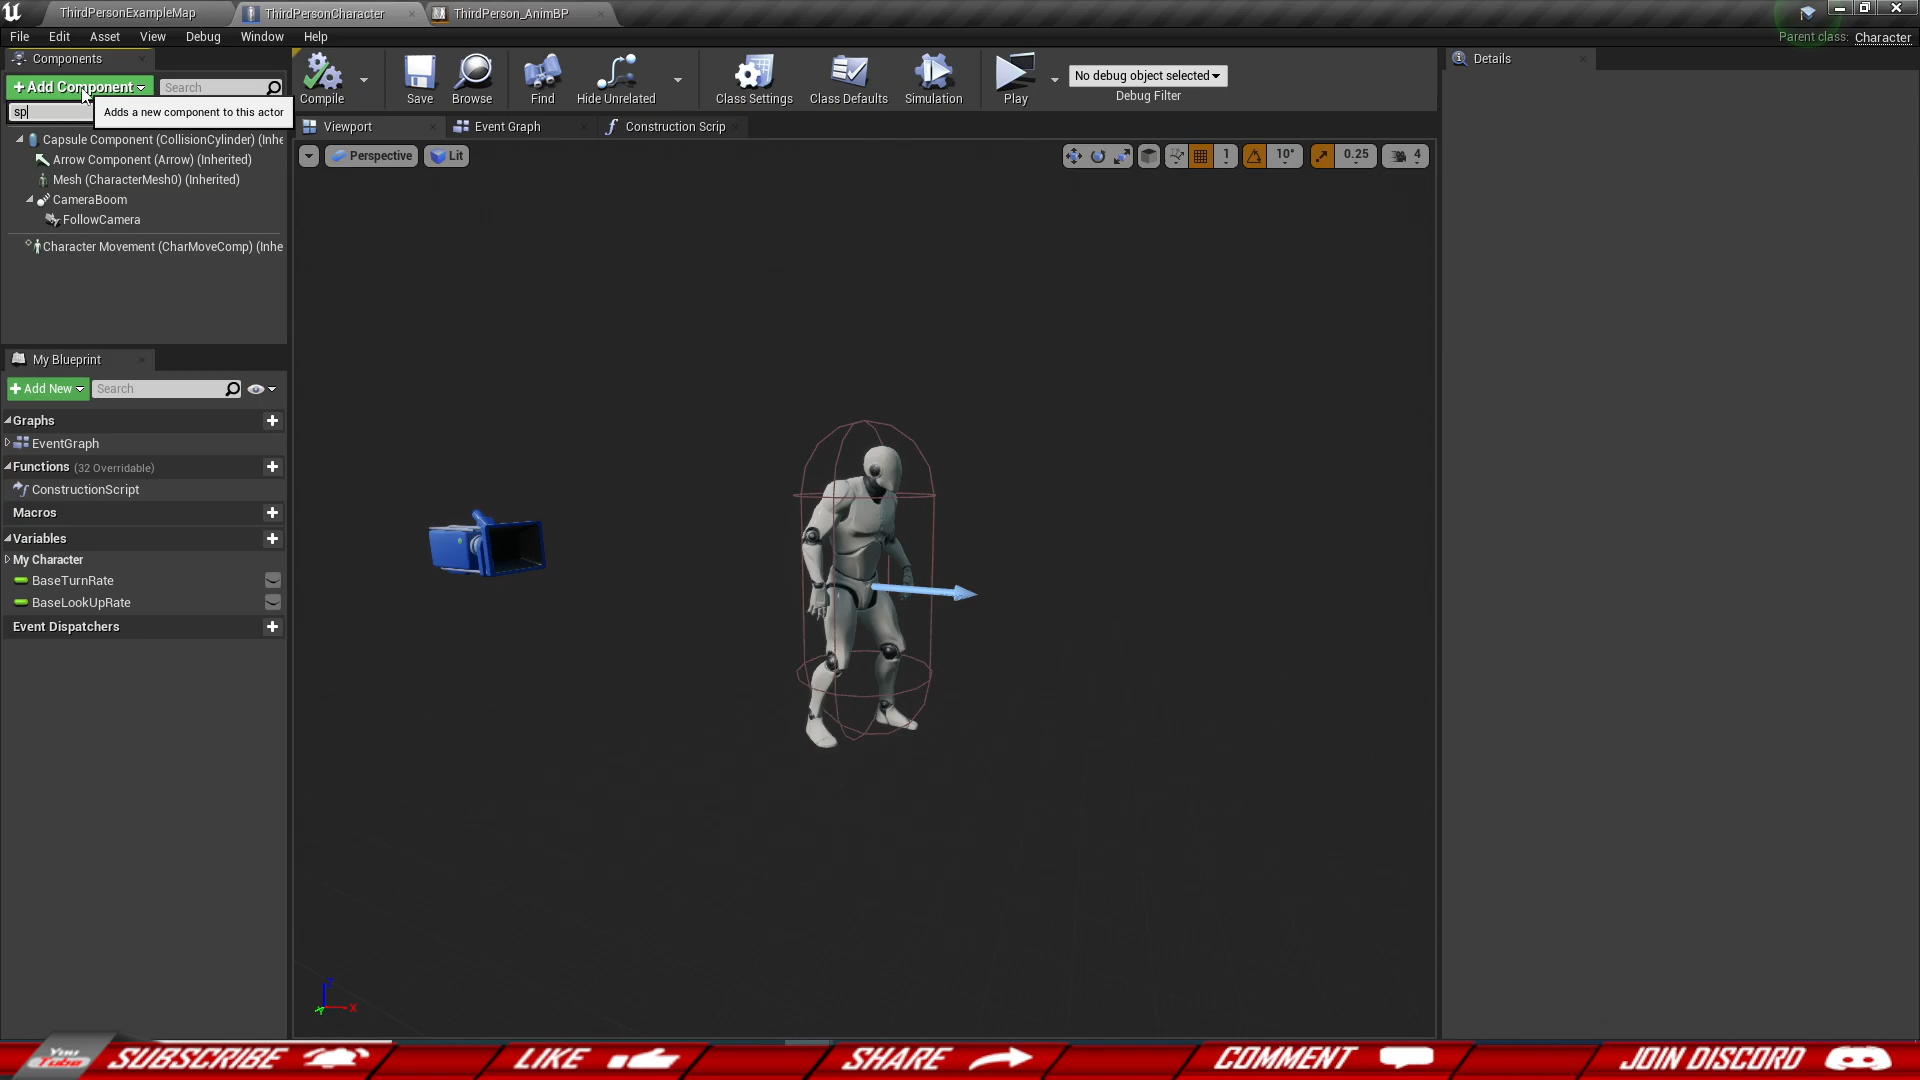 ThirdPersonExampleMap
ThirdPersonCharacter
ThirdPerson_AnimBP
File
Edit
Asset
View
Debug
Window
Help
Parent class: Character
Components
+Add Component
Search
sp
Adds a new component to this actor
Capsule Component (CollisionCylinder) (Inhe
Arrow Component (Arrow) (Inherited)
Mesh (CharacterMesh0) (Inherited)
CameraBoom
FollowCamera
Character Movement (CharMoveComp) (Inhe
Compile
Save
Browse
Find
Hide Unrelated
Class Settings
Class Defaults
Simulation
Play
No debug object selected
Debug Filter
Details
Viewport
Event Graph
Construction Scrip
Perspective
Lit
1
10°
0.25
4
My Blueprint
+Add New
Search
Graphs
EventGraph
Functions (32 Overridable)
ConstructionScript
Macros
Variables
My Character
BaseTurnRate
BaseLookUpRate
Event Dispatchers
Z
X
Y
You Tube
SUBSCRIBE
LIKE
SHARE
COMMENT
JOIN DISCORD